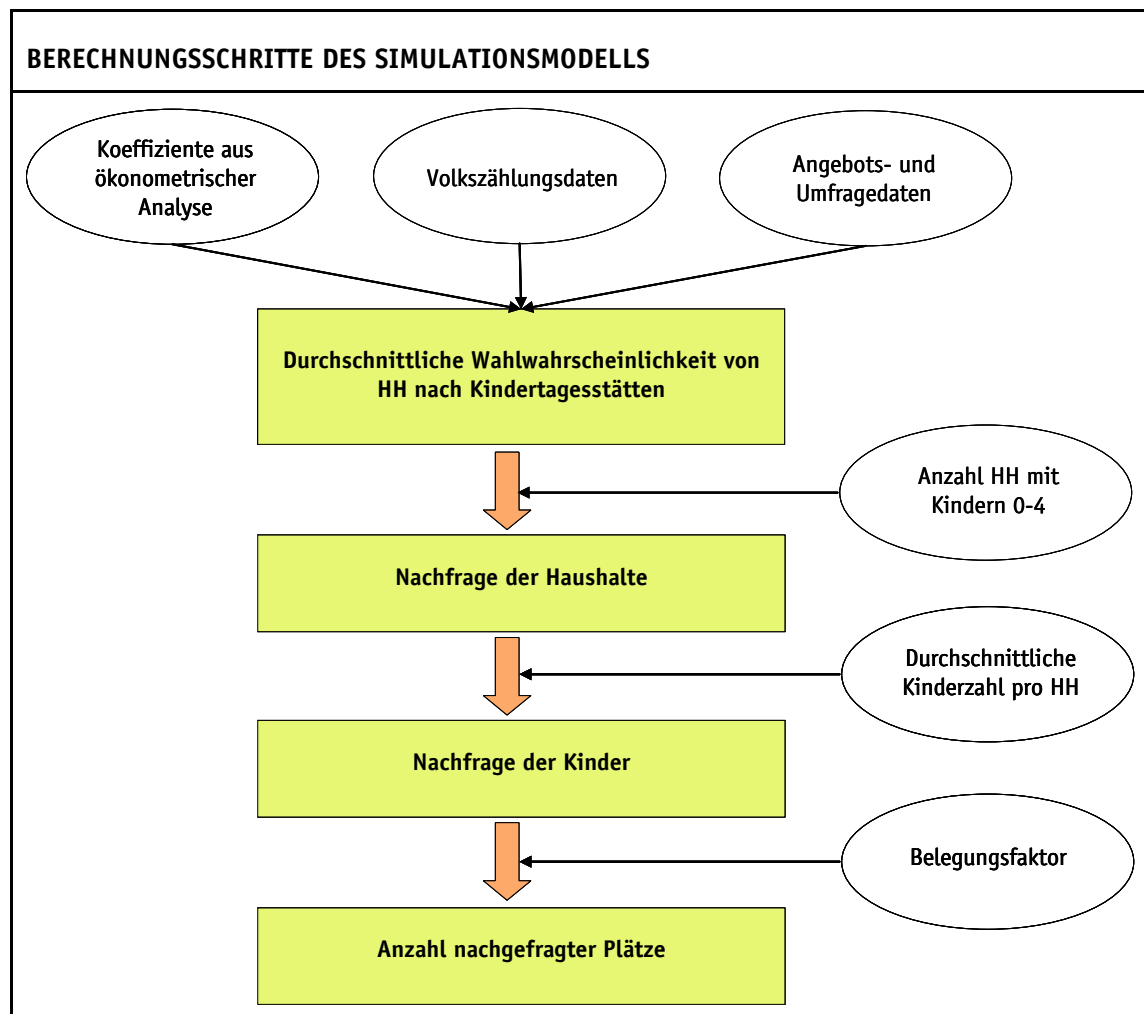 BERECHNUNGSSCHRITTE DES SIMULATIONSMODELLS
Koeffiziente aus
ökonometrischer
Analyse
Volkszählungsdaten
Angebots- und
Umfragedaten
Durchschnittliche Wahlwahrscheinlichkeit von
HH nach Kindertagesstätten
Anzahl HH mit
Kindern 0-4
Nachfrage der Haushalte
Durchschnittliche
Kinderzahl pro HH
Nachfrage der Kinder
Belegungsfaktor
Anzahl nachgefragter Plätze